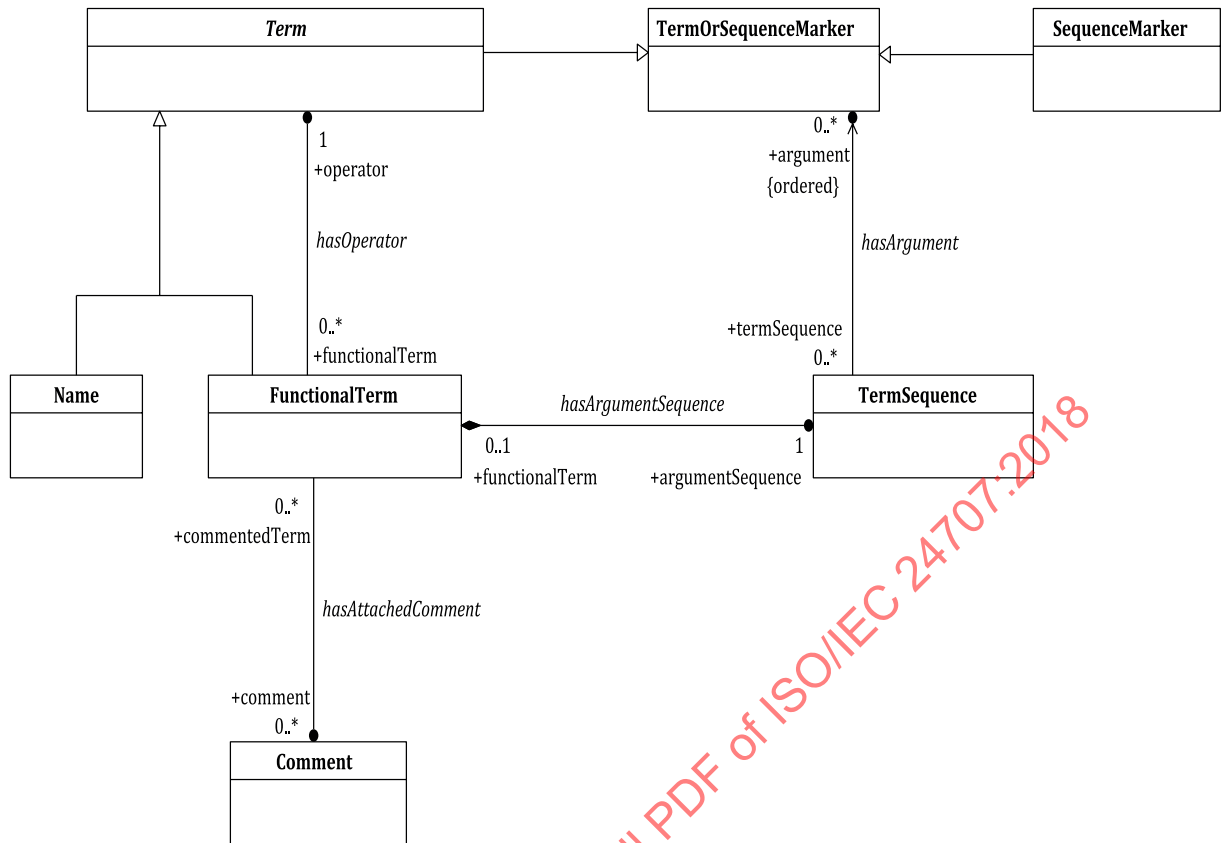 Term
TermOrSequenceMarker
SequenceMarker
1
+operator
0..*
+argument
{ordered}
hasOperator
hasArgument
0..*
+functionalTerm
+termSequence
0..*
Name
FunctionalTerm
TermSequence
hasArgumentSequence
0..1
+functionalTerm
1
+argumentSequence
0..*
+commentedTerm
hasAttachedComment
+comment
0..*
Comment
PDF of ISO/IEC 24707:2018